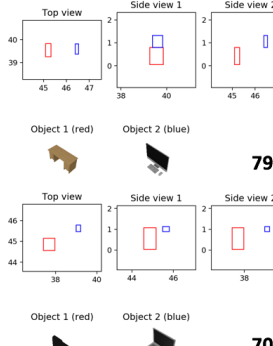 Top view Side view 1 Side view 2
2 2
40
1 1
39
0 0
45 46 47 38 40 45 46
Object 1 (red) Object 2 (blue)
79
Top view Side view 1 Side view 2
2 2
46
1 1
45
0 0
44
38 40 44 46 38
Object 1 (red) Object 2 (blue)
70